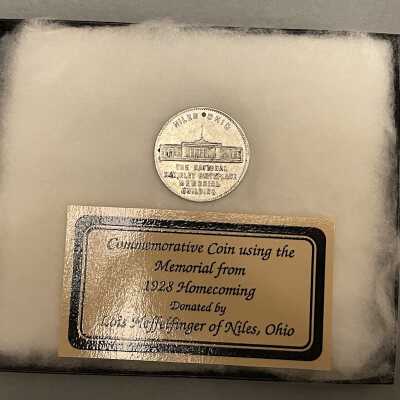 NILES OHIO
THE NATIONAL
McKINLEY BIRTHPLACE
MEMORIAL
BUILDING
Commemorative Coin using the
Memorial from
1928 Homecoming
Donated by
Lois Heffelfinger of Niles, Ohio